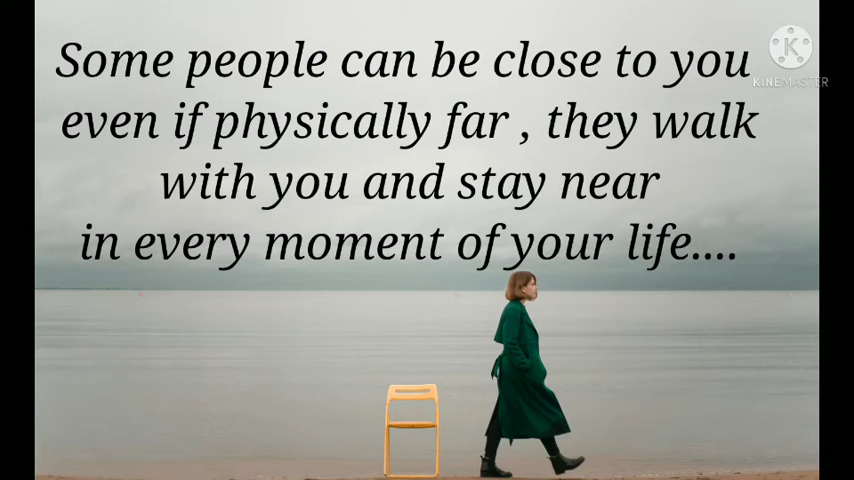 Some people can be close to you
even if physically far , they walk
with you and stay near
in every moment of your life....
K
KINEMASTER